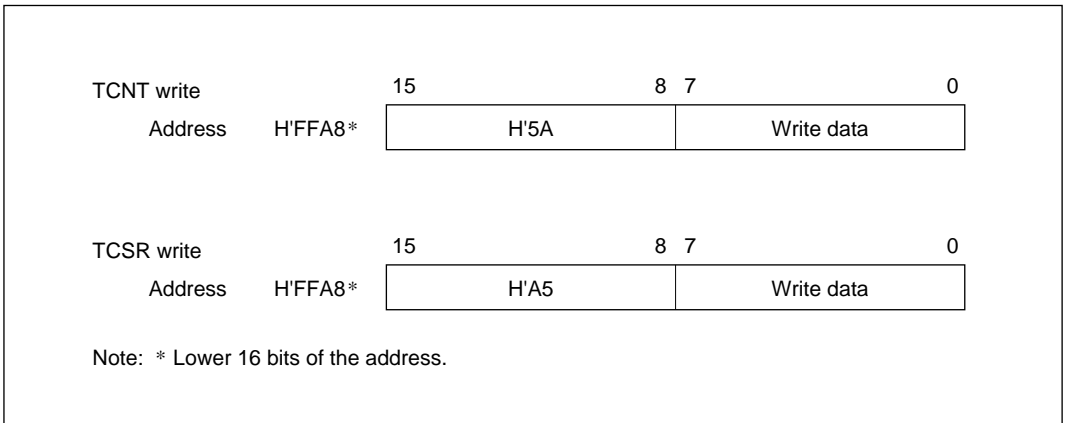 TCNT write 15 8 7 0
Address H'FFA8* H'5A Write data
TCSR write 15 8 7 0
Address H'FFA8* H'A5 Write data
Note: * Lower 16 bits of the address.